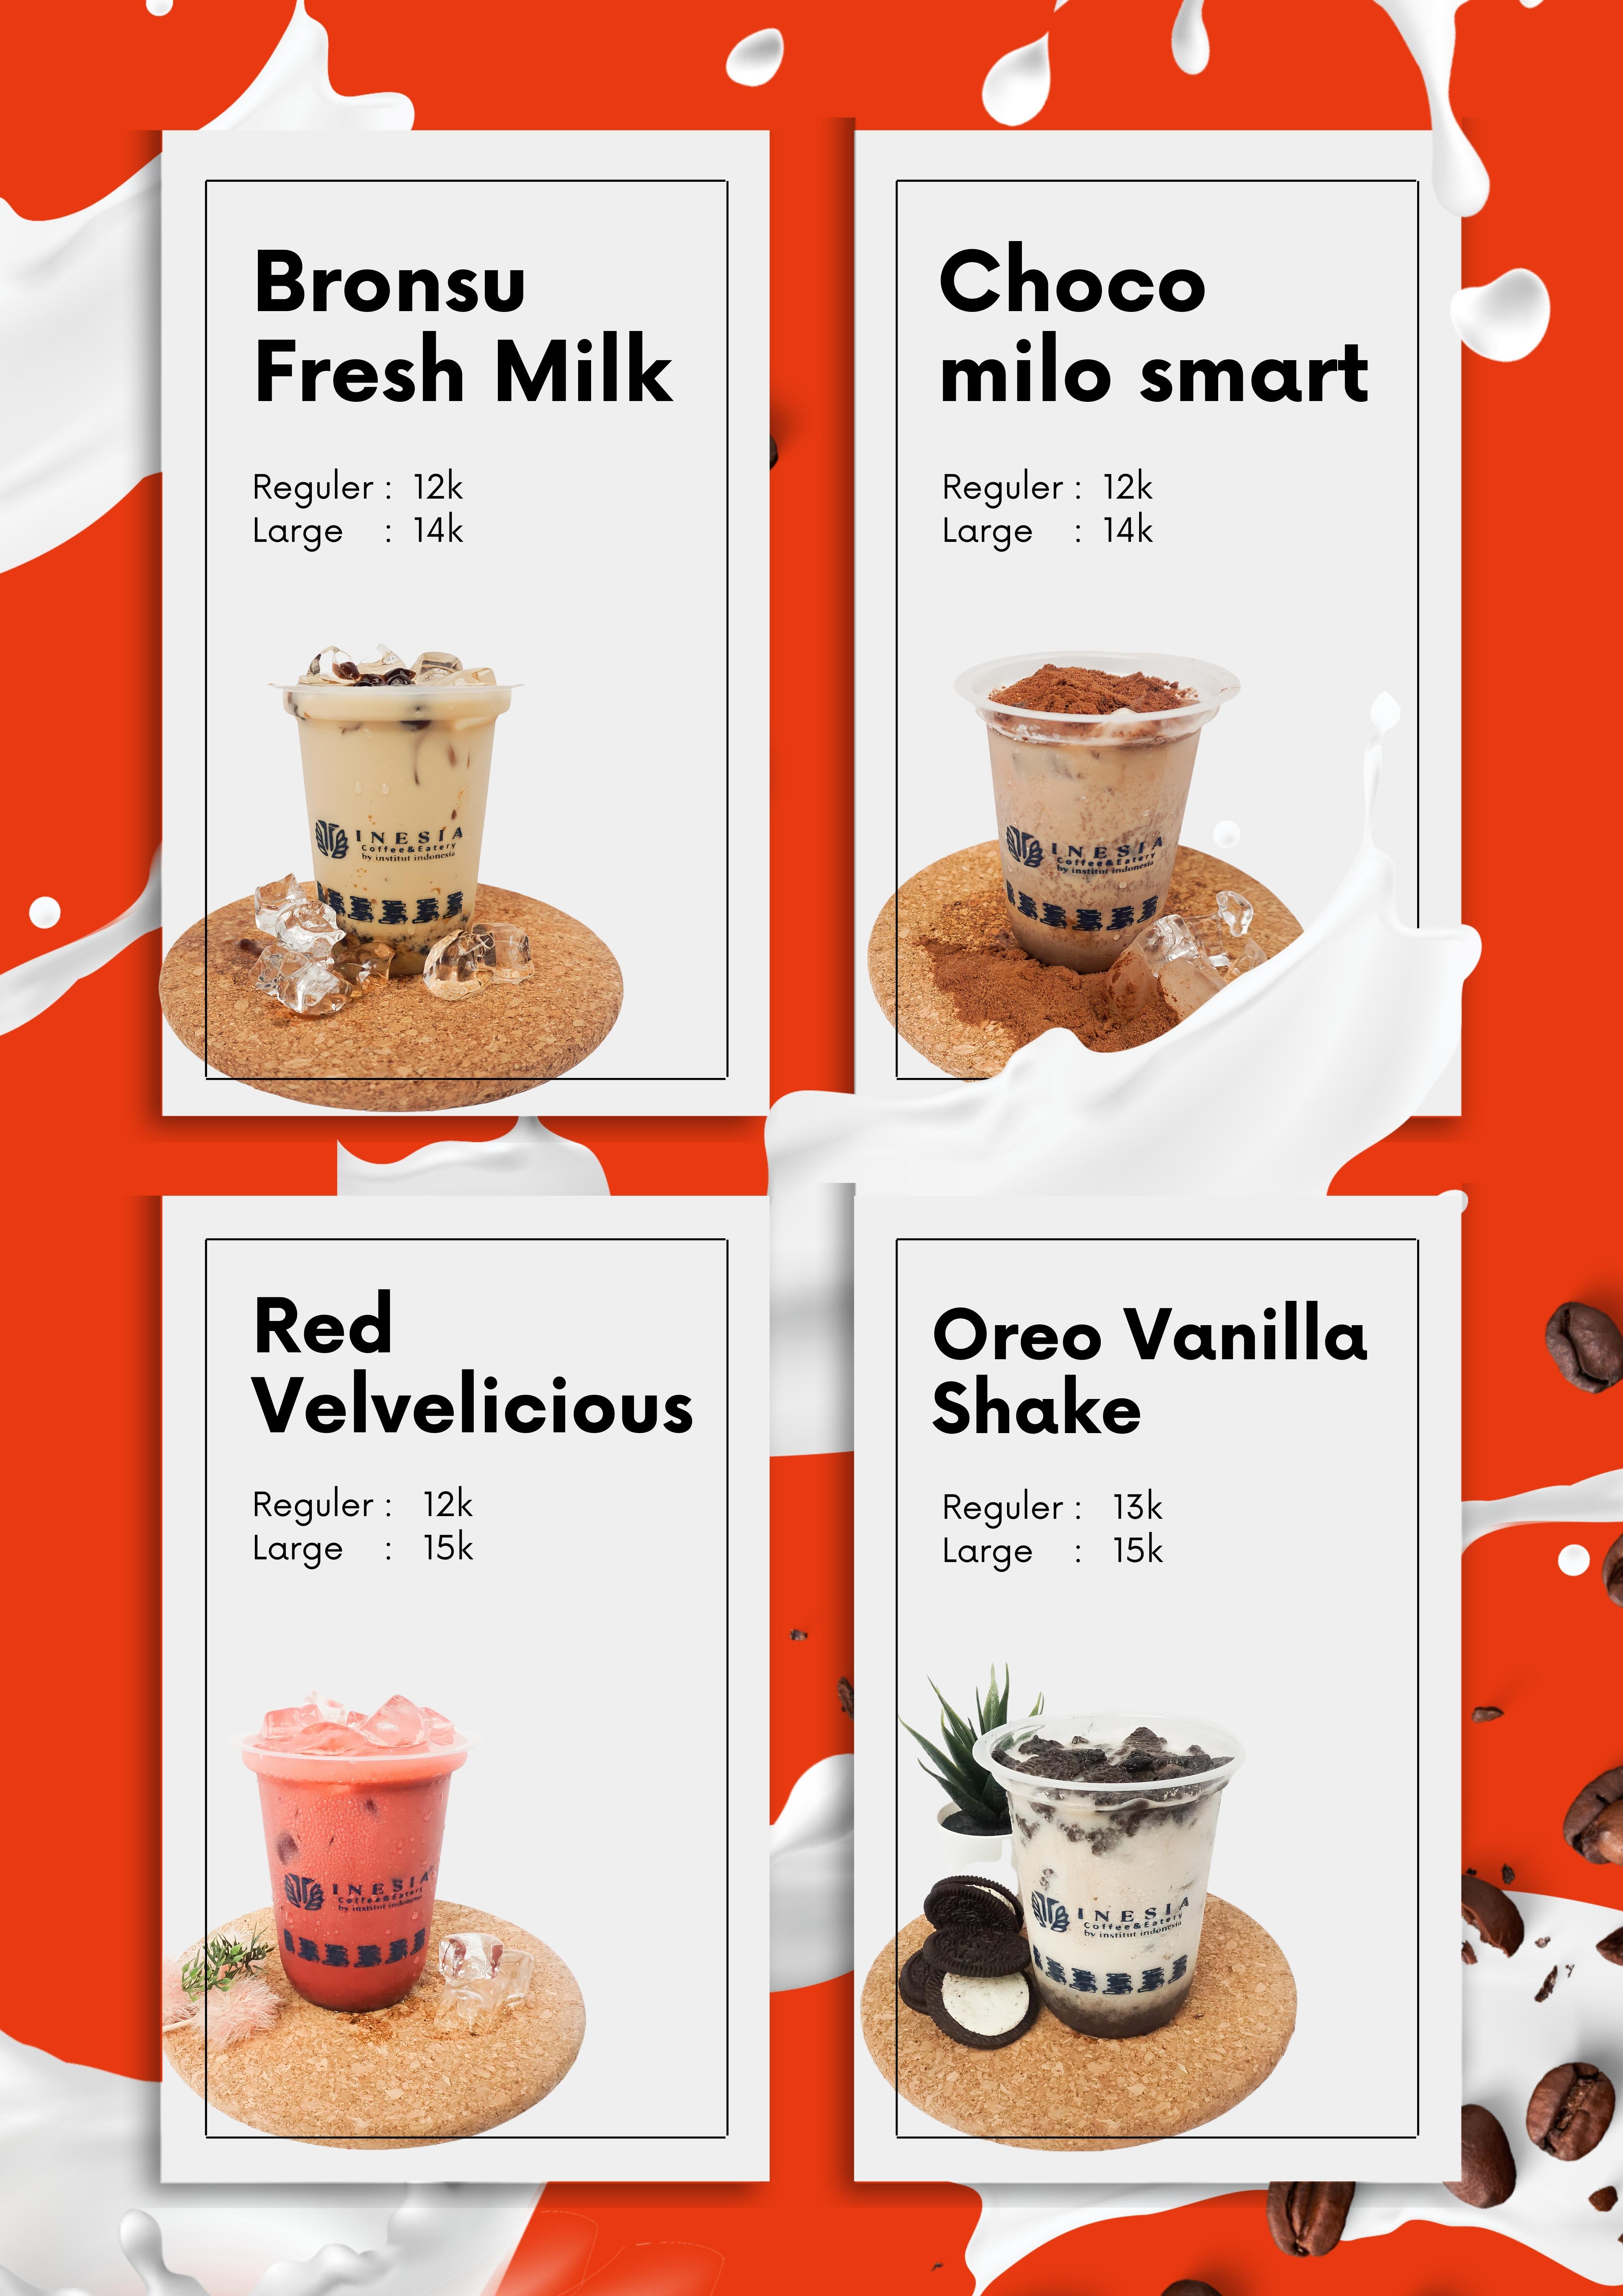 Bronsu
Fresh Milk
Reguler : 12k
Large : 14k
INESIA
Coffee&Eatery
by institut indonesia
Choco
milo smart
Reguler : 12k
Large : 14k
INESIA
Coffee&Eatery
by institut indonesia
Red
Velvelicious
Reguler : 12k
Large : 15k
INESIA
Coffee&Eatery
by institut indonesia
Oreo Vanilla
Shake
Reguler : 13k
Large : 15k
INESIA
Coffee&Eatery
by institut indonesia